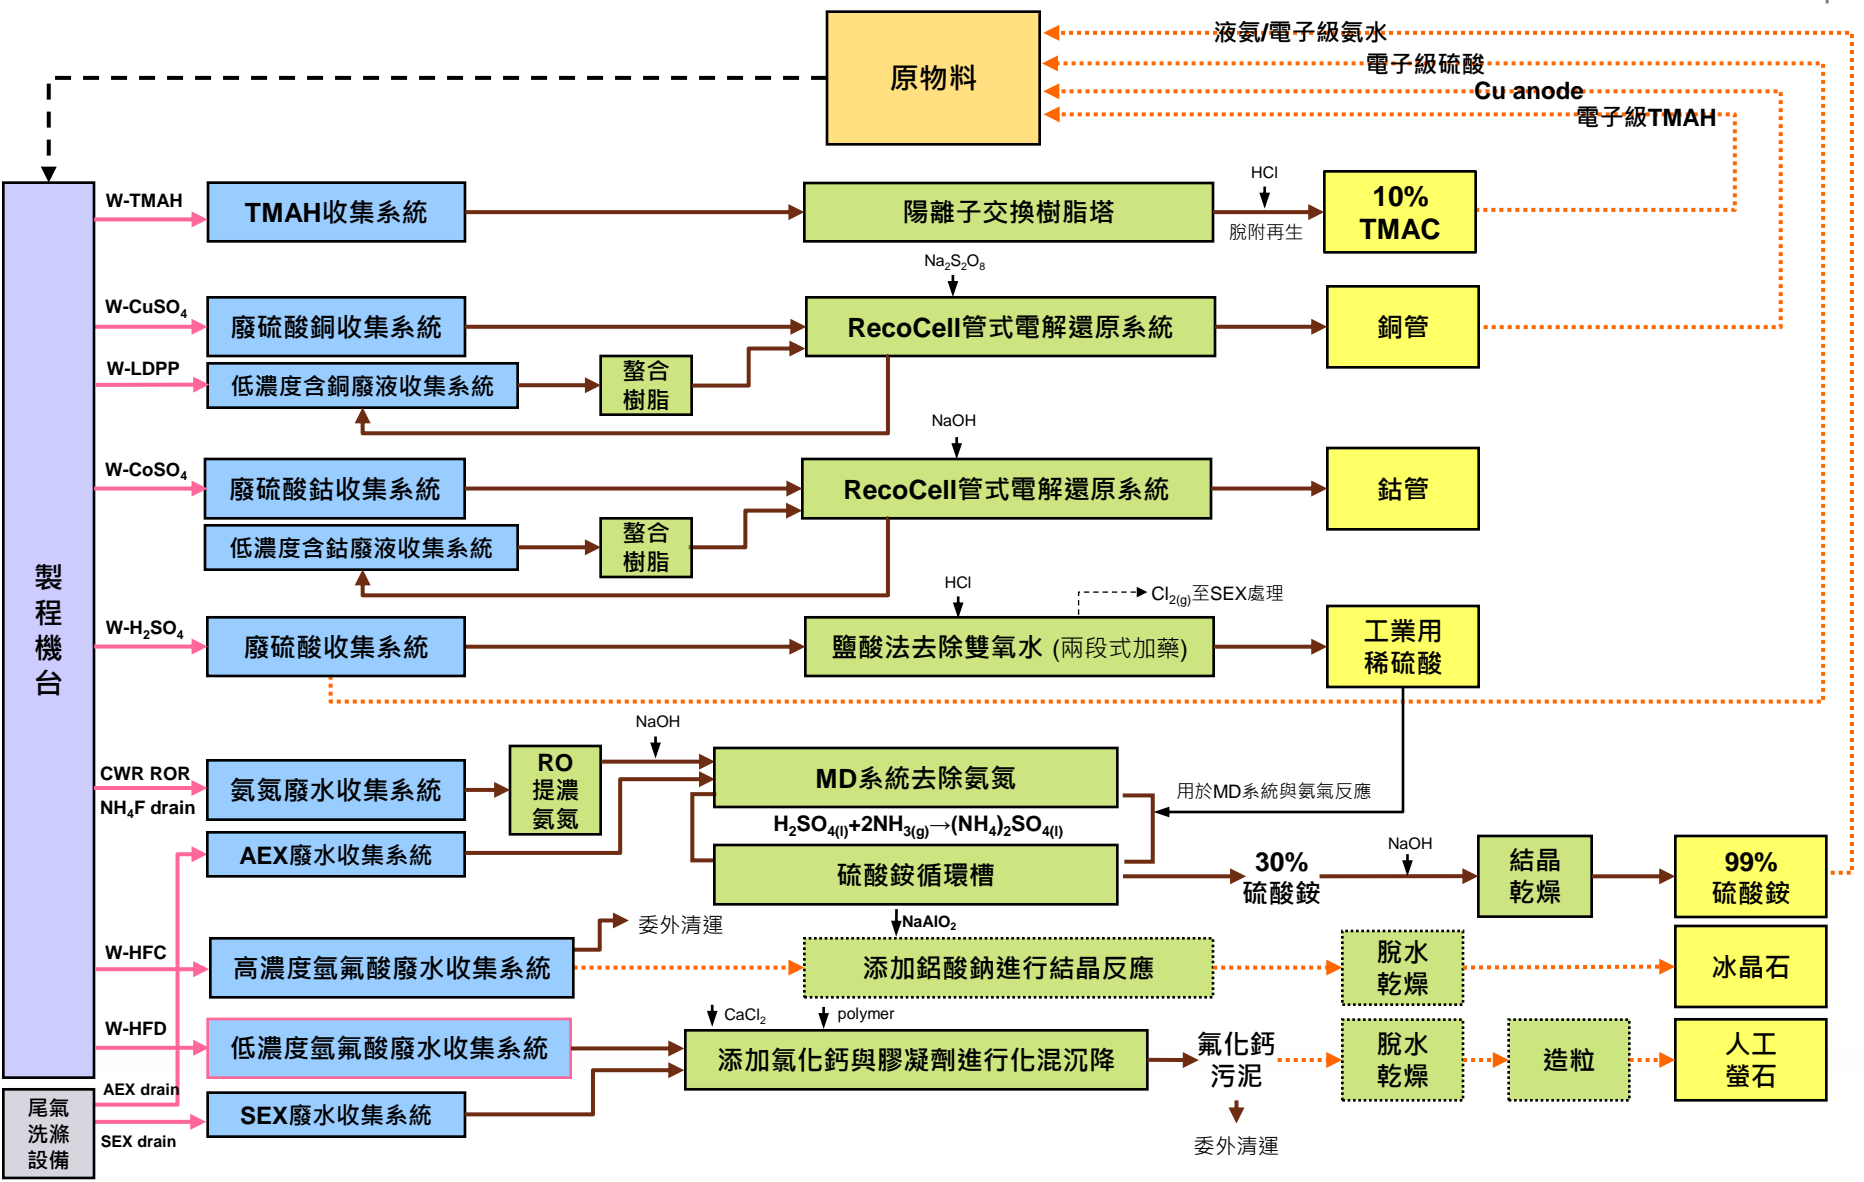 原物料
液氨/電子級氨水
電子級硫酸
Cu anode
電子級TMAH
製程機台
尾氣
洗滌
設備
W-TMAH
TMAH收集系統
陽離子交換樹脂塔
HCl
脫附再生
10%
TMAC
W-CuSO₄
廢硫酸銅收集系統
Na₂S₂O₈
RecoCell管式電解還原系統
銅管
W-LDPP
低濃度含銅廢液收集系統
螯合
樹脂
W-CoSO₄
廢硫酸鈷收集系統
NaOH
RecoCell管式電解還原系統
鈷管
低濃度含鈷廢液收集系統
螯合
樹脂
W-H₂SO₄
廢硫酸收集系統
HCl
Cl₂₍g₎至SEX處理
鹽酸法去除雙氧水 (兩段式加藥)
工業用
稀硫酸
CWR ROR
NH₄F drain
氨氮廢水收集系統
RO
提濃
氨氮
NaOH
MD系統去除氨氮
用於MD系統與氨氣反應
H₂SO₄₍l₎+2NH₃₍g₎→(NH₄)₂SO₄₍l₎
AEX廢水收集系統
硫酸銨循環槽
30%
硫酸銨
NaOH
結晶
乾燥
99%
硫酸銨
委外清運
NaAlO₂
W-HFC
高濃度氫氟酸廢水收集系統
添加鋁酸鈉進行結晶反應
脫水
乾燥
冰晶石
CaCl₂
polymer
W-HFD
低濃度氫氟酸廢水收集系統
添加氯化鈣與膠凝劑進行化混沉降
氟化鈣
污泥
脫水
乾燥
造粒
人工
螢石
AEX drain
SEX drain
SEX廢水收集系統
委外清運